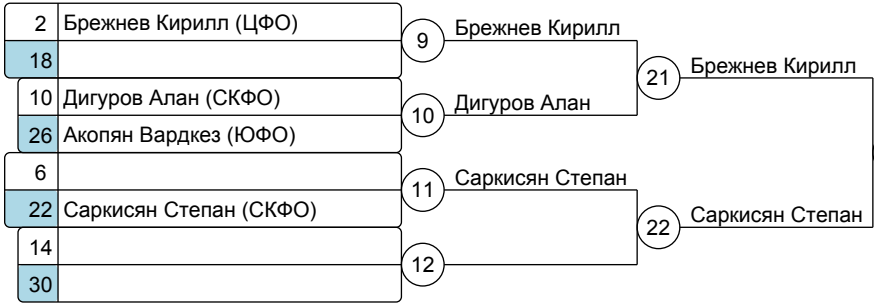 2 Брежнев Кирилл (ЦФО)
18
9 Брежнев Кирилл
10 Дигуров Алан (СКФО)
26 Акопян Вардкез (ЮФО)
10 Дигуров Алан
21 Брежнев Кирилл
6
22 Саркисян Степан (СКФО)
11 Саркисян Степан
14
30
12
22 Саркисян Степан